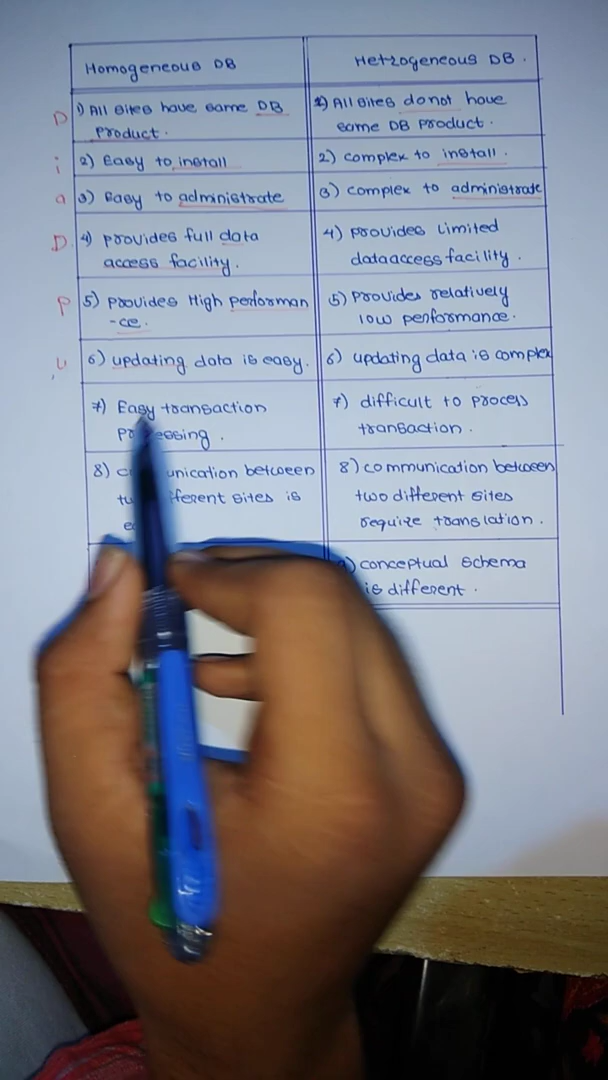 Homogeneous DB
Hetrogeneous DB.
D
1) All sites have same DB
product.
1) All sites donot have
same DB product.
i
2) Easy to install
2) complex to install.
a
3) Easy to administrate
3) complex to administrate
D
4) provides full data
access facility.
4) provides Limited
dataaccess facility.
P
5) provides High performan
-ce.
5) provides relatively
low performance.
u
6) updating data is easy.
6) updating data is complex
7) Easy transaction
7) difficult to process
transaction.
8) between
sites is
8) communication between
two different sites
require translation.
conceptual schema
is different.